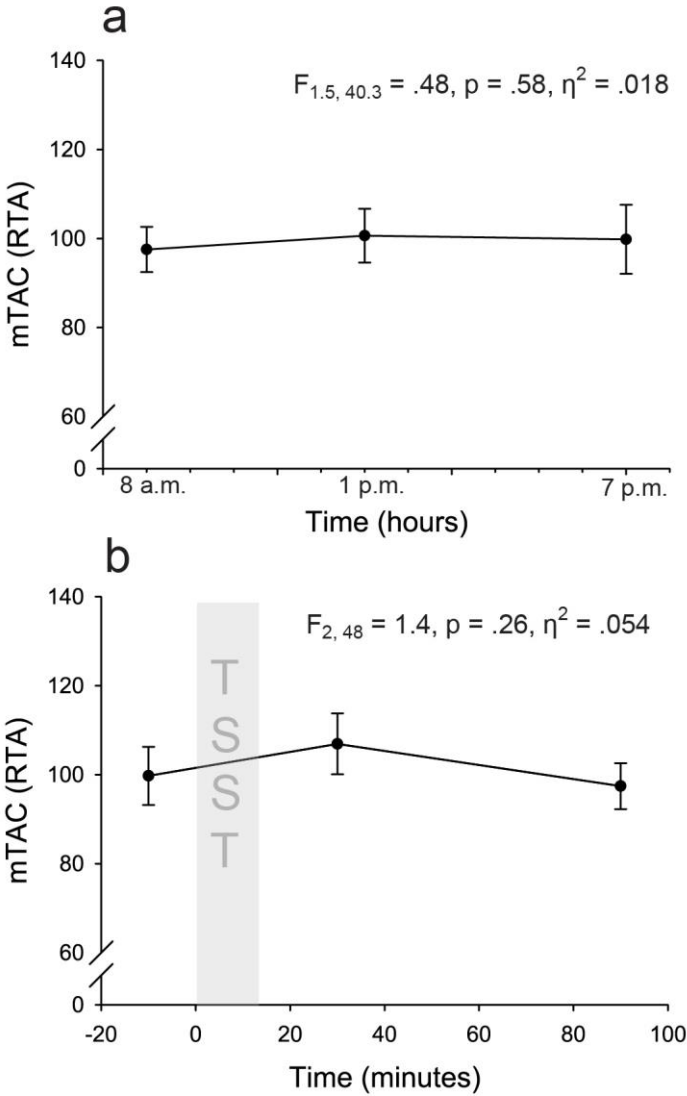 a
140
120
100
80
60
0
mTAC (RTA)
F1.5, 40.3 = .48, p = .58, η² = .018
8 a.m. 1 p.m. 7 p.m.
Time (hours)
b
140
120
100
80
60
0
mTAC (RTA)
F2, 48 = 1.4, p = .26, η² = .054
T
S
S
T
-20 0 20 40 60 80 100
Time (minutes)